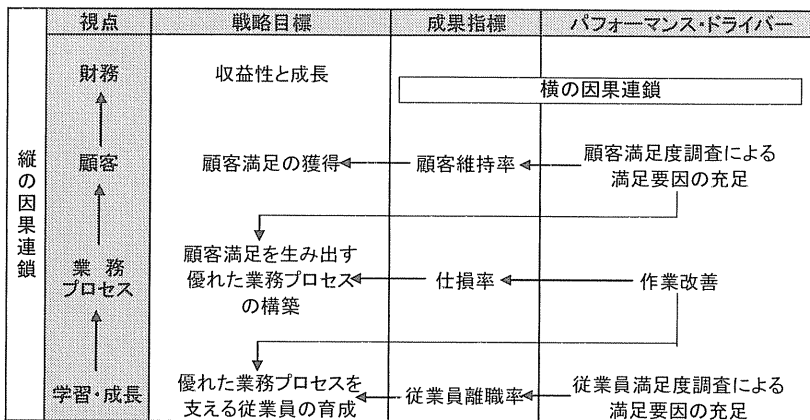 視点 戦略目標 成果指標 パフォーマンス・ドライバー
財務 収益性と成長
横の因果連鎖
縦の因果連鎖
顧客 顧客満足の獲得 顧客維持率 顧客満足度調査による
満足要因の充足
業務
プロセス
顧客満足を生み出す
優れた業務プロセス
の構築
仕損率 作業改善
学習・成長
優れた業務プロセスを
支える従業員の育成
従業員離職率
従業員満足度調査による
満足要因の充足